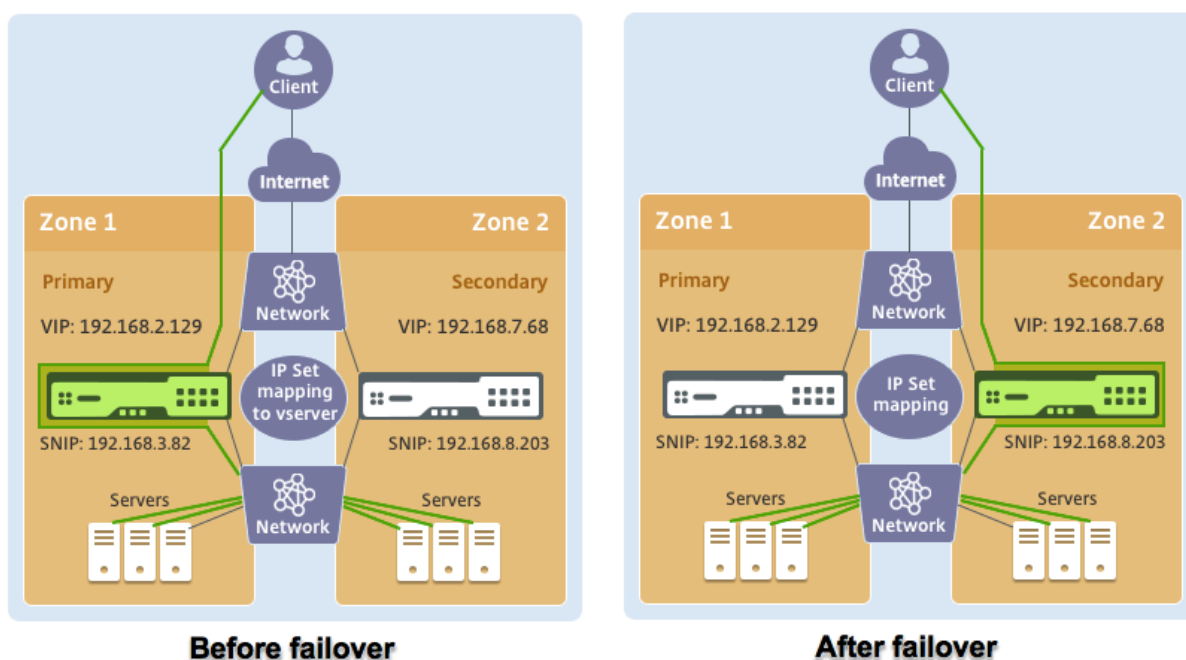 Client
Internet
Zone 1
Zone 2
Primary
Secondary
Network
VIP: 192.168.2.129
VIP: 192.168.7.68
IP Set
mapping
to vserver
SNIP: 192.168.3.82
SNIP: 192.168.8.203
Servers
Servers
Network
Before failover
Client
Internet
Zone 1
Zone 2
Primary
Secondary
Network
VIP: 192.168.2.129
VIP: 192.168.7.68
IP Set
mapping
SNIP: 192.168.3.82
SNIP: 192.168.8.203
Servers
Servers
Network
After failover